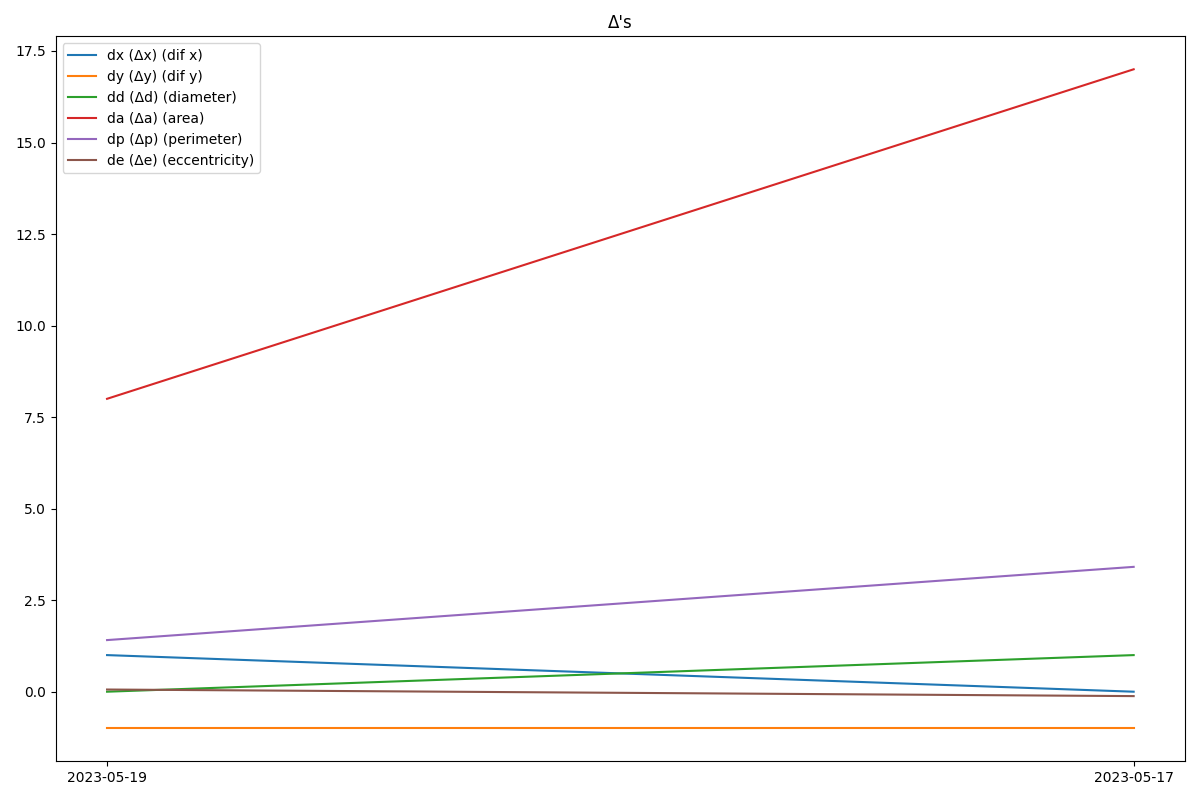 Δ's
dx (Δx) (dif x)
dy (Δy) (dif y)
dd (Δd) (diameter)
da (Δa) (area)
dp (Δp) (perimeter)
de (Δe) (eccentricity)
17.5
15.0
12.5
10.0
7.5
5.0
2.5
0.0
2023-05-19 2023-05-17